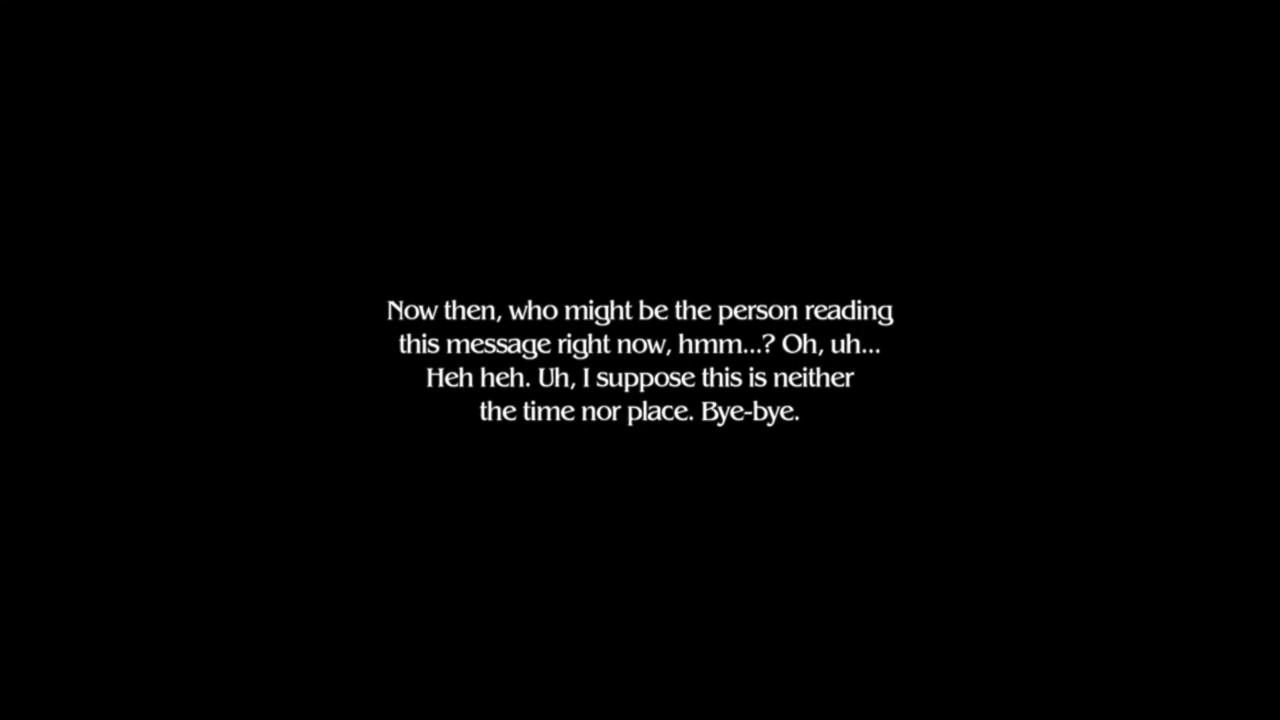 Now then, who might be the person reading
this message right now, hmm...? Oh, uh...
Heh heh. Uh, I suppose this is neither
the time nor place. Bye-bye.